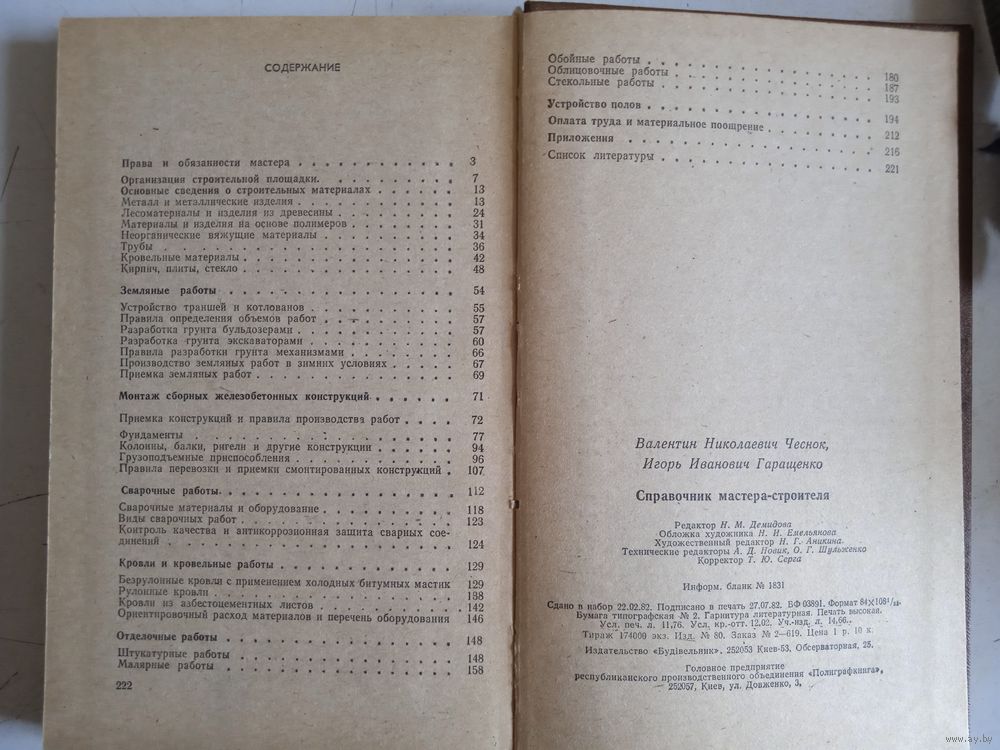 СОДЕРЖАНИЕ
Права и обязанности мастера 3
Организация строительной площадки. 7
Основные сведения о строительных материалах 13
Металл и металлические изделия 13
Лесоматериалы и изделия из древесины 24
Материалы и изделия на основе полимеров 31
Неорганические вяжущие материалы 34
Трубы 36
Кровельные материалы 42
Кирпич, плиты, стекло 48
Земляные работы 54
Устройство траншей и котлованов 55
Правила определения объемов работ 57
Разработка грунта бульдозерами 57
Разработка грунта экскаваторами 60
Правила разработки грунта механизмами 66
Производство земляных работ в зимних условиях 67
Приемка земляных работ 69
Монтаж сборных железобетонных конструкций 71
Приемка конструкций и правила производства работ 72
Фундаменты 77
Колонны, балки, ригели и другие конструкции 94
Грузоподъемные приспособления 96
Правила перевозки и приемки смонтированных конструкций 107
Сварочные работы 112
Сварочные материалы и оборудование 118
Виды сварочных работ 123
Контроль качества и антикоррозионная защита сварных сое-
динений 124
Кровли и кровельные работы 129
Безрулонные кровли с применением холодных битумных мастик 129
Рулонные кровли 138
Кровли из азбестоцементных листов 142
Ориентировочный расход материалов и перечень оборудования 146
Отделочные работы 148
Штукатурные работы 148
Малярные работы 158
222
Обойные работы 180
Облицовочные работы 187
Стекольные работы 193
Устройство полов 194
Оплата труда и материальное поощрение 212
Приложения 216
Список литературы 221
Валентин Николаевич Чеснок,
Игорь Иванович Гаращенко
Справочник мастера-строителя
Редактор Н. М. Демидова
Обложка художника Н. Н. Емельянова
Художественный редактор Н. Г. Аникина.
Технические редакторы А. Д. Новик, О. Г. Шульженко
Корректор Т. Ю. Серга
Информ. бланк № 1831
Сдано в набор 22.02.82. Подписано в печать 27.07.82. БФ 03891. Формат 84×108¹/₃₂.
Бумага типографская № 2. Гарнитура литературная. Печать высокая.
Усл. печ. л. 11,76. Усл. кр.-отт. 12,02. Уч.-изд. л. 14,66.
Тираж 174000 экз. Изд. № 80. Заказ № 2—619. Цена 1 р. 10 к.
Издательство «Будівельник». 252053 Киев-53, Обсерваторная, 25.
Головное предприятие
республиканского производственного объединения «Полиграфкнига»,
252057, Киев, ул. Довженко, 3.
www.ay.by